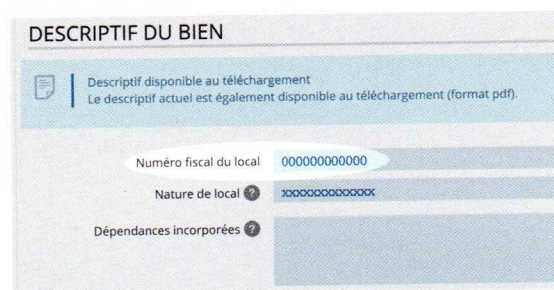 DESCRIPTIF DU BIEN
Descriptif disponible au téléchargement
Le descriptif actuel est également disponible au téléchargement (format pdf).
Numéro fiscal du local 000000000000
Nature de local ? xxxxxxxxxxxxxx
Dépendances incorporées ?